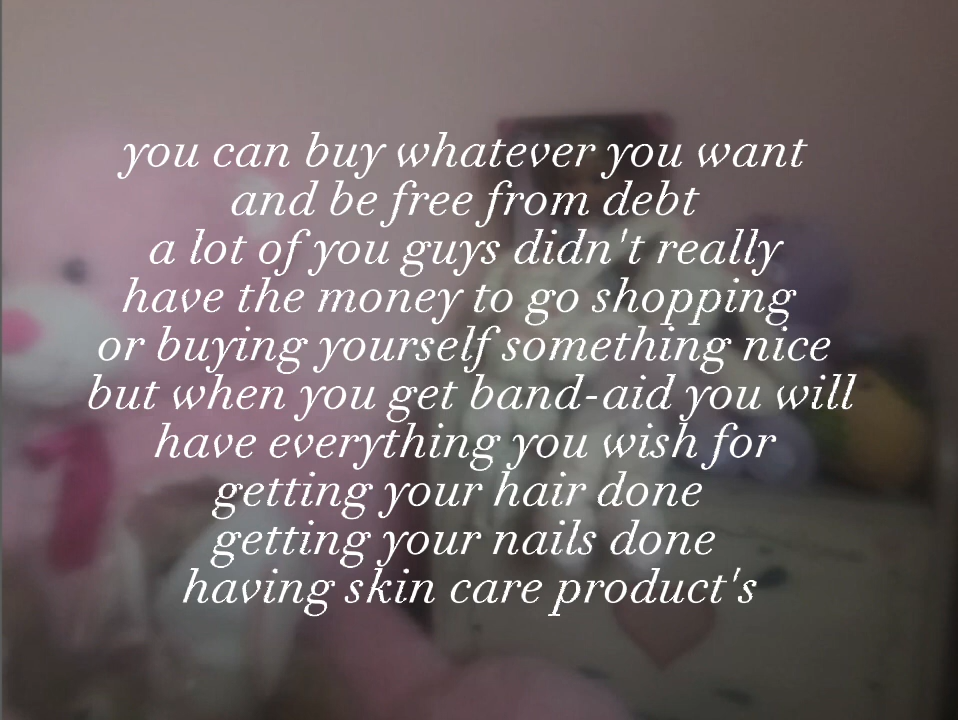 you can buy whatever you want
and be free from debt
a lot of you guys didn't really
have the money to go shopping
or buying yourself something nice
but when you get band-aid you will
have everything you wish for
getting your hair done
getting your nails done
having skin care product's